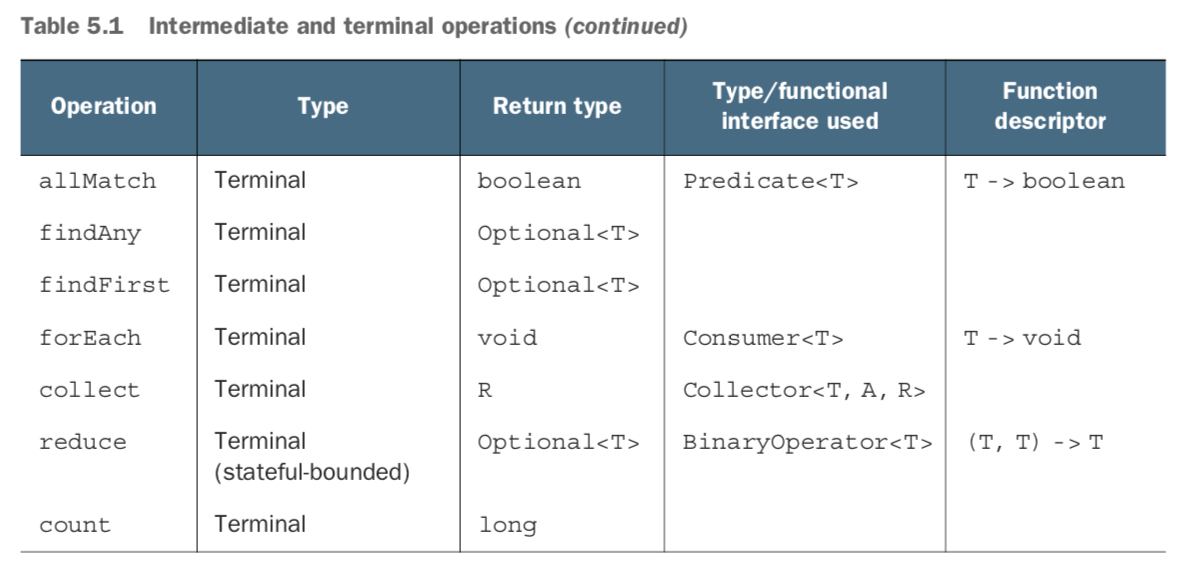 Table 5.1 Intermediate and terminal operations (continued)
Operation Type Return type Type/functional interface used Function descriptor
allMatch Terminal boolean Predicate<T> T -> boolean
findAny Terminal Optional<T>
findFirst Terminal Optional<T>
forEach Terminal void Consumer<T> T -> void
collect Terminal R Collector<T, A, R>
reduce Terminal (stateful-bounded) Optional<T> BinaryOperator<T> (T, T) -> T
count Terminal long